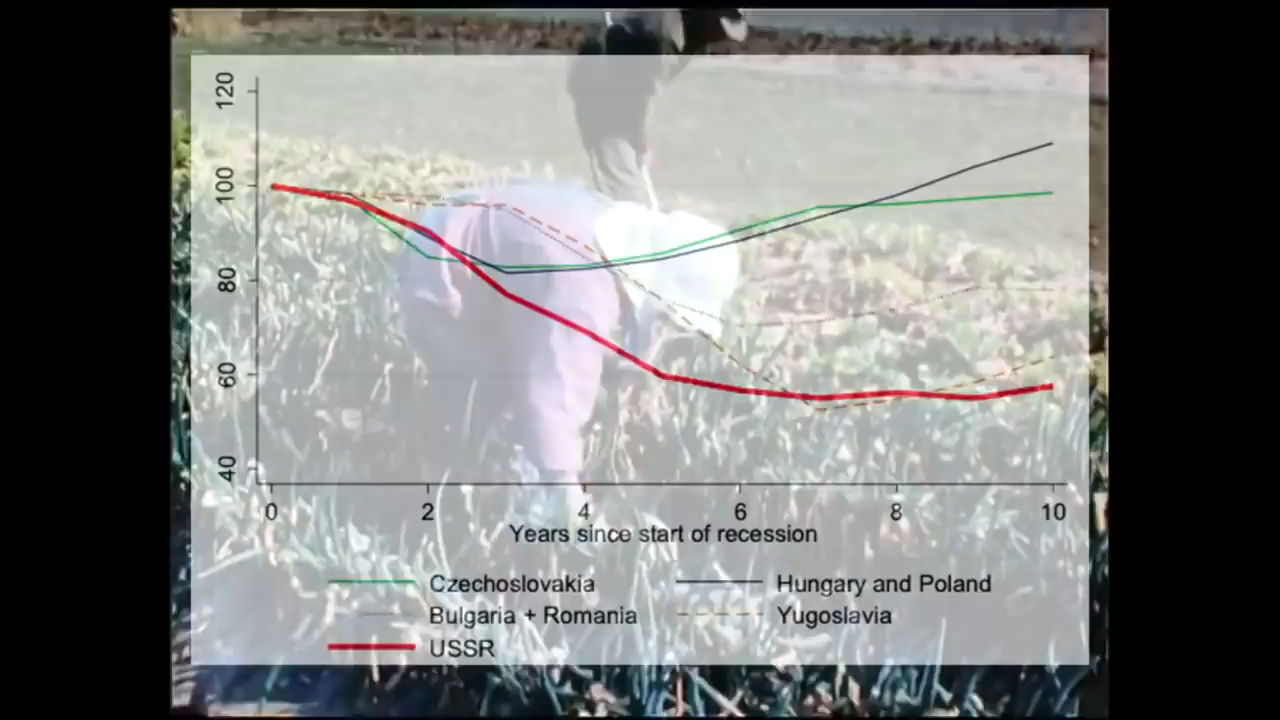 120
100
80
60
40
0 2 4 6 8 10
Years since start of recession
Czechoslovakia Hungary and Poland
Bulgaria + Romania Yugoslavia
USSR